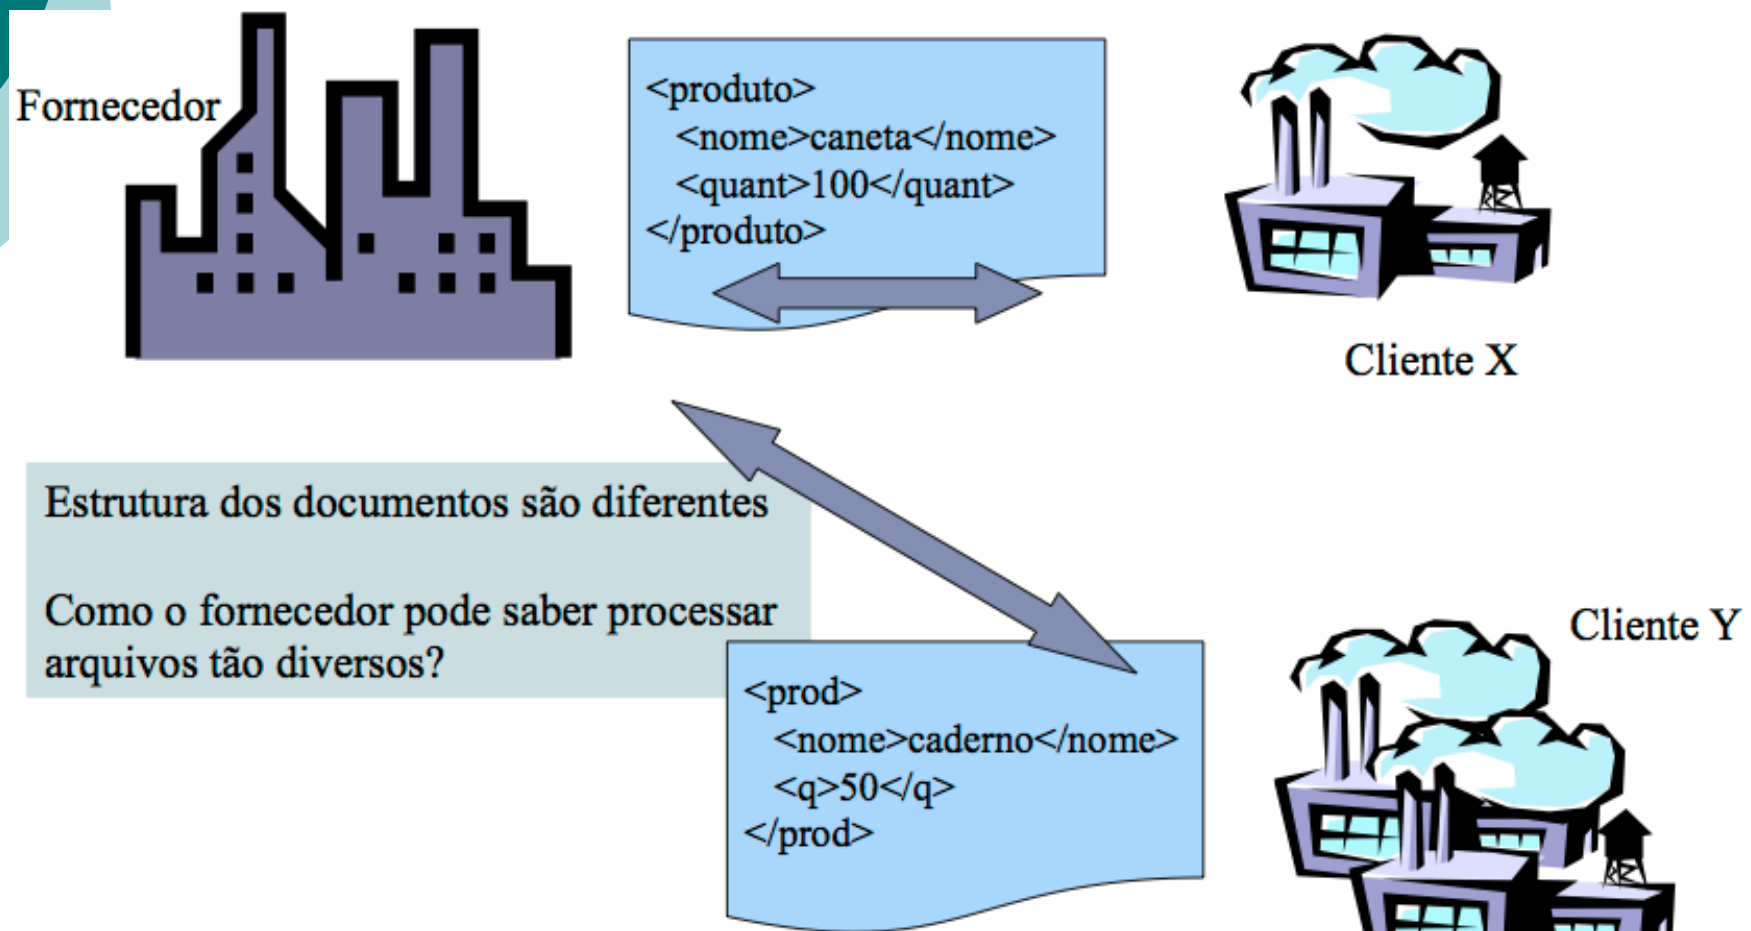 Fornecedor
<produto>
<nome>caneta</nome>
<quant>100</quant>
</produto>
Cliente X
Estrutura dos documentos são diferentes
Como o fornecedor pode saber processar
arquivos tão diversos?
Cliente Y
<prod>
<nome>caderno</nome>
<q>50</q>
</prod>